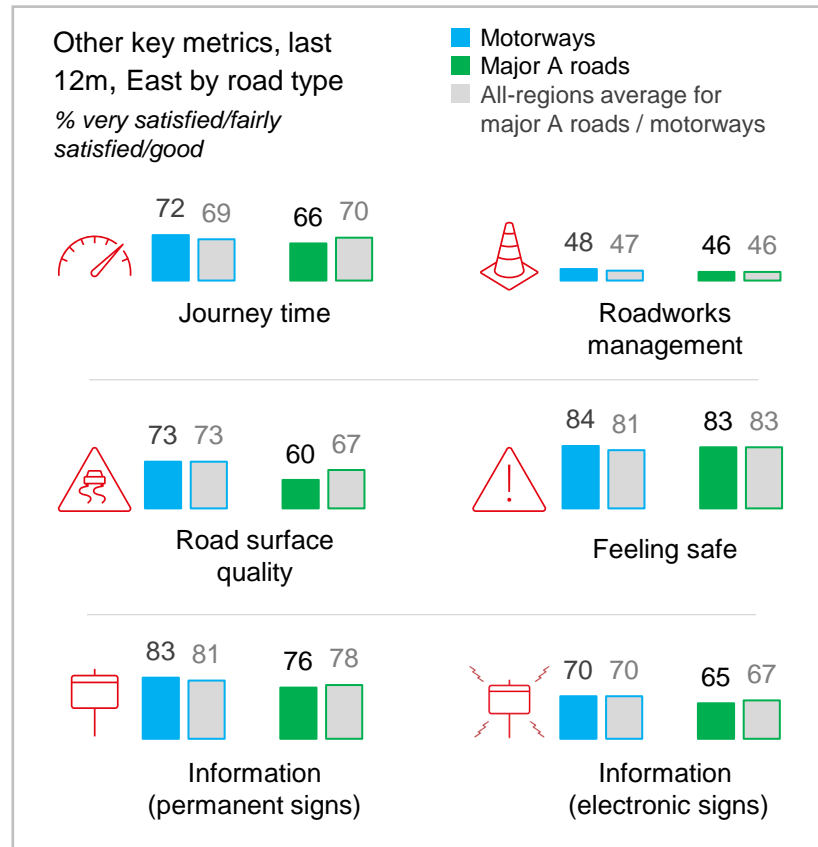 Other key metrics, last
12m, East by road type
% very satisfied/fairly
satisfied/good
Motorways
Major A roads
All-regions average for
major A roads / motorways
72 69 66 70
Journey time
48 47 46 46
Roadworks
management
73 73 60 67
Road surface
quality
84 81 83 83
Feeling safe
83 81 76 78
Information
(permanent signs)
70 70 65 67
Information
(electronic signs)